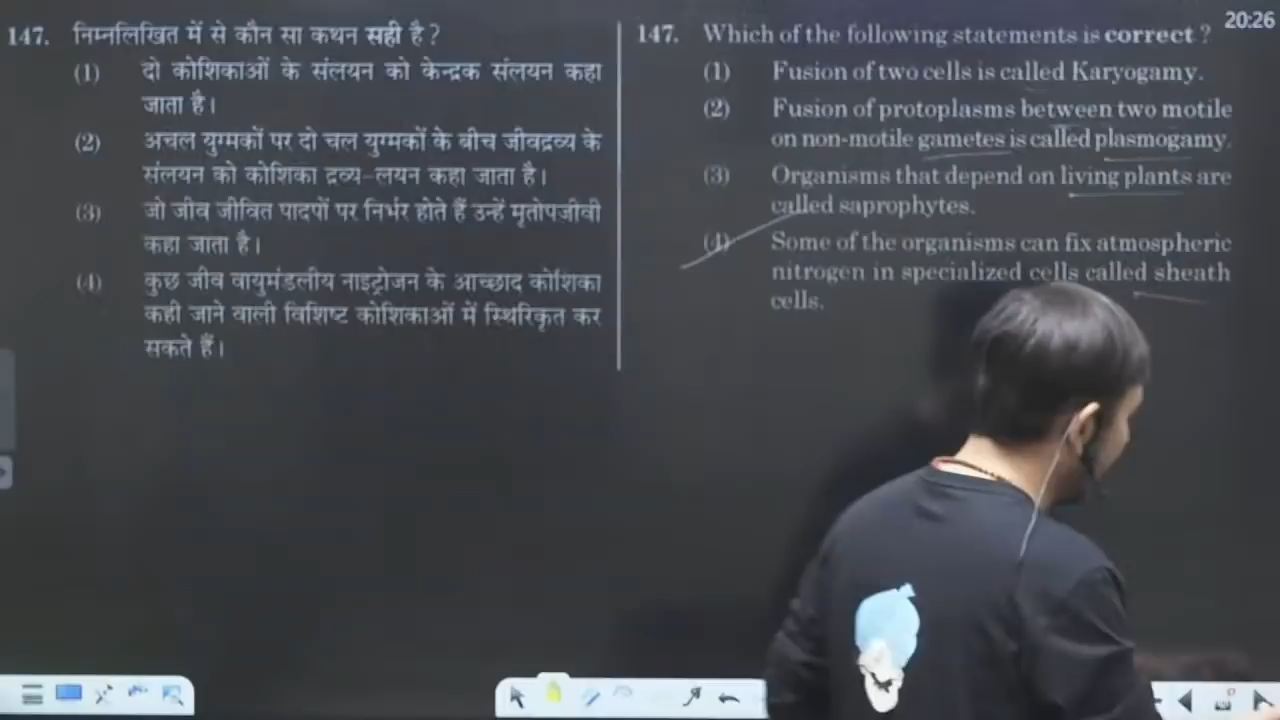 20:26
147. निम्नलिखित में से कौन सा कथन सही है ?
(1) दो कोशिकाओं के संलयन को केन्द्रक संलयन कहा
जाता है।
(2) अचल युग्मकों पर दो चल युग्मकों के बीच जीवद्रव्य के
संलयन को कोशिका द्रव्य-लयन कहा जाता है।
(3) जो जीव जीवित पादपों पर निर्भर होते हैं उन्हें मृतोपजीवी
कहा जाता है।
(4) कुछ जीव वायुमंडलीय नाइट्रोजन के आच्छाद कोशिका
कही जाने वाली विशिष्ट कोशिकाओं में स्थिरिकृत कर
सकते हैं।
147. Which of the following statements is correct ?
(1) Fusion of two cells is called Karyogamy.
(2) Fusion of protoplasms between two motile
on non-motile gametes is called plasmogamy.
(3) Organisms that depend on living plants are
called saprophytes.
(4) Some of the organisms can fix atmospheric
nitrogen in specialized cells called sheath
cells.